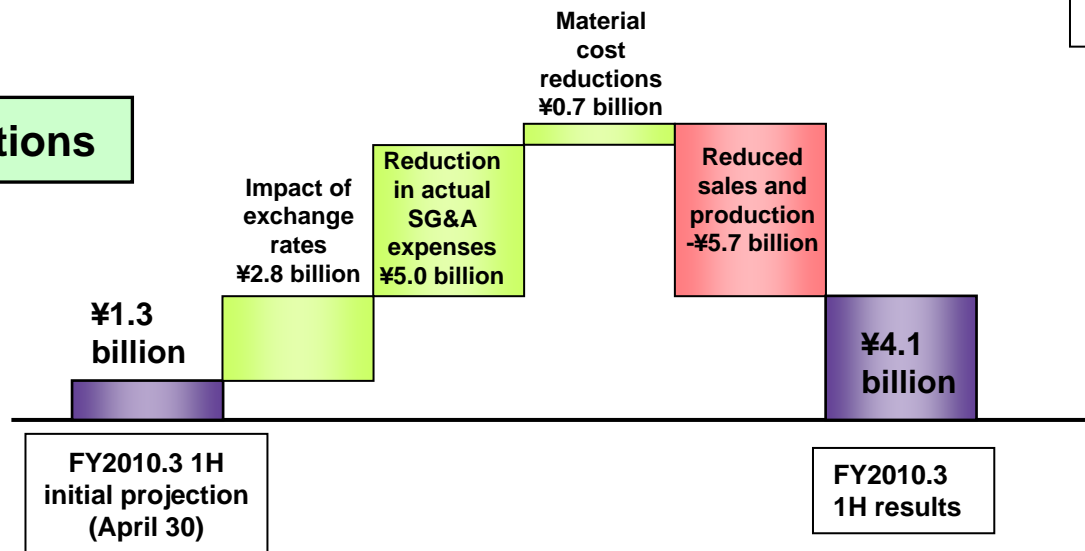 Material
cost
reductions
¥0.7 billion
tions
Impact of
exchange
rates
¥2.8 billion
Reduction
in actual
SG&A
expenses
¥5.0 billion
Reduced
sales and
production
-¥5.7 billion
¥1.3
billion
¥4.1
billion
FY2010.3 1H
initial projection
(April 30)
FY2010.3
1H results